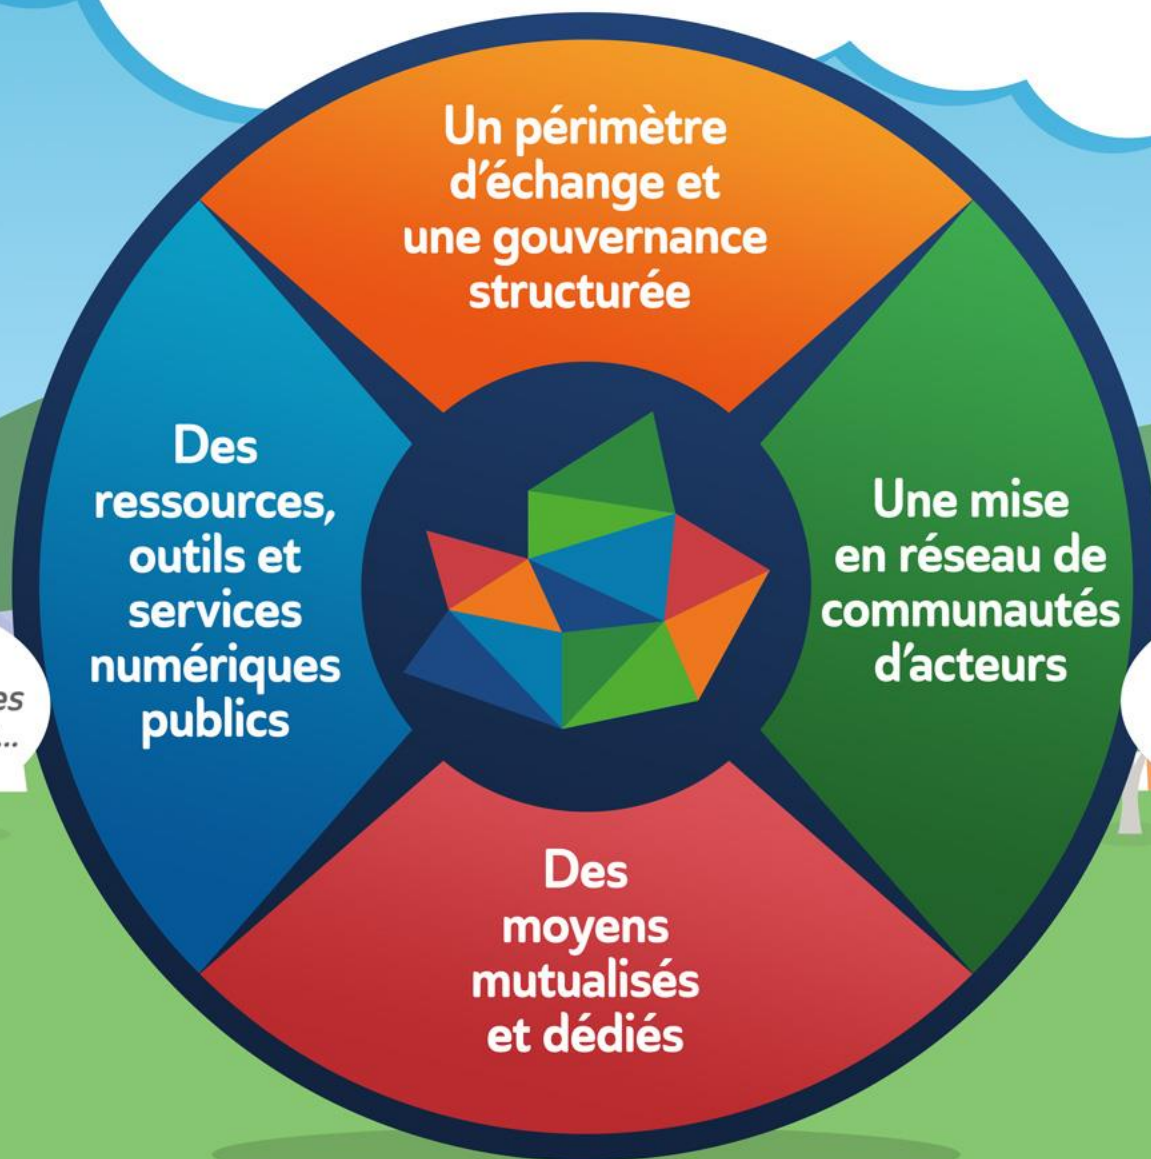 Un périmètre
d'échange et
une gouvernance
structurée
Des
ressources,
outils et
services
numériques
publics
Une mise
en réseau de
communautés
d'acteurs
Des
moyens
mutualisés
et dédiés